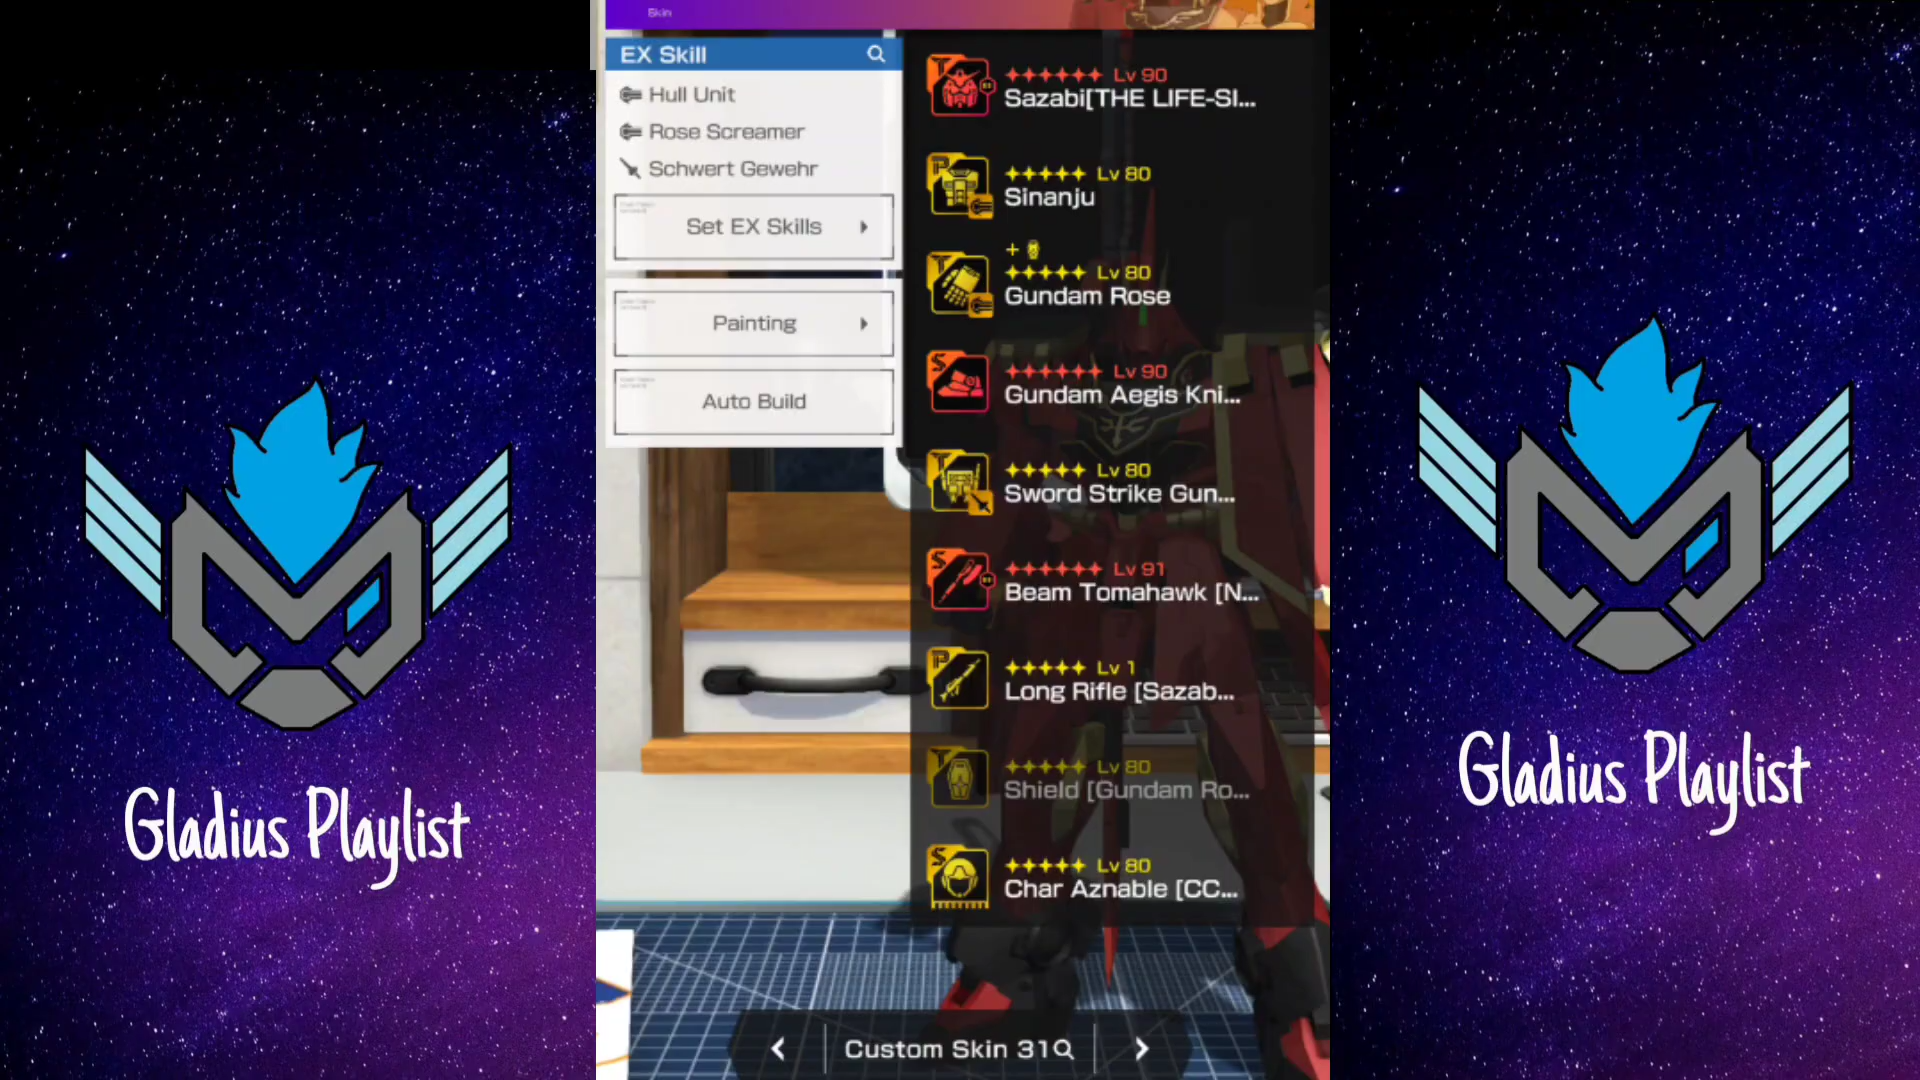 Skin
EX Skill
Hull Unit
Rose Screamer
Schwert Gewehr
Set EX Skills
Painting
Auto Build
T
Lv 90
Sazabi[THE LIFE-SI...
P
Lv 80
Sinanju
+
T
Lv 80
Gundam Rose
S
Lv 90
Gundam Aegis Kni...
T
Lv 80
Sword Strike Gun...
S
Lv 91
Beam Tomahawk [N...
P
Lv 1
Long Rifle [Sazab...
T
Lv 80
Shield [Gundam Ro...
S
Lv 80
Char Aznable [CC...
Custom Skin 31
Gladius Playlist
Gladius Playlist